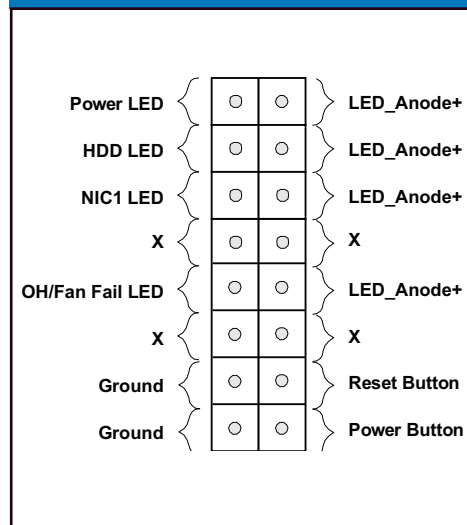 Power LED LED_Anode+
HDD LED LED_Anode+
NIC1 LED LED_Anode+
X X
OH/Fan Fail LED LED_Anode+
X X
Ground Reset Button
Ground Power Button